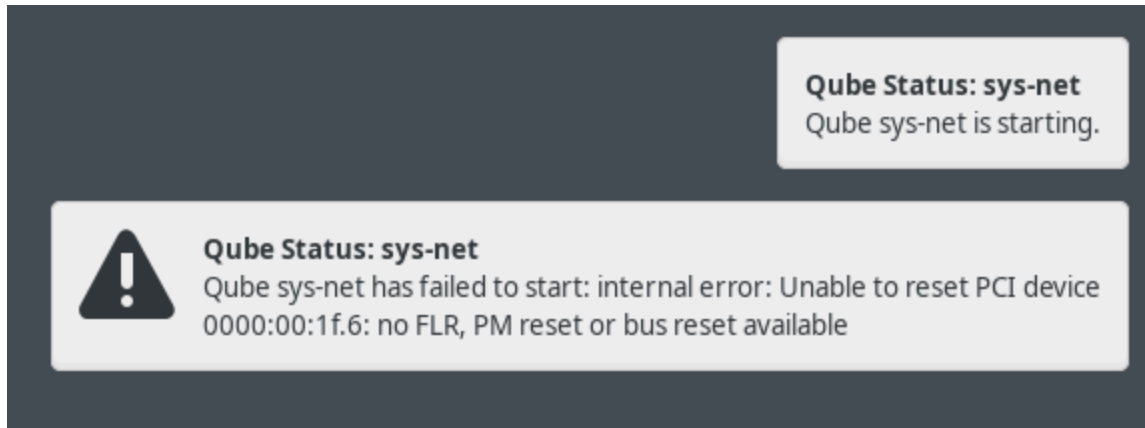 Qube Status: sys-net
Qube sys-net is starting.
Qube Status: sys-net
Qube sys-net has failed to start: internal error: Unable to reset PCI device
0000:00:1f.6: no FLR, PM reset or bus reset available